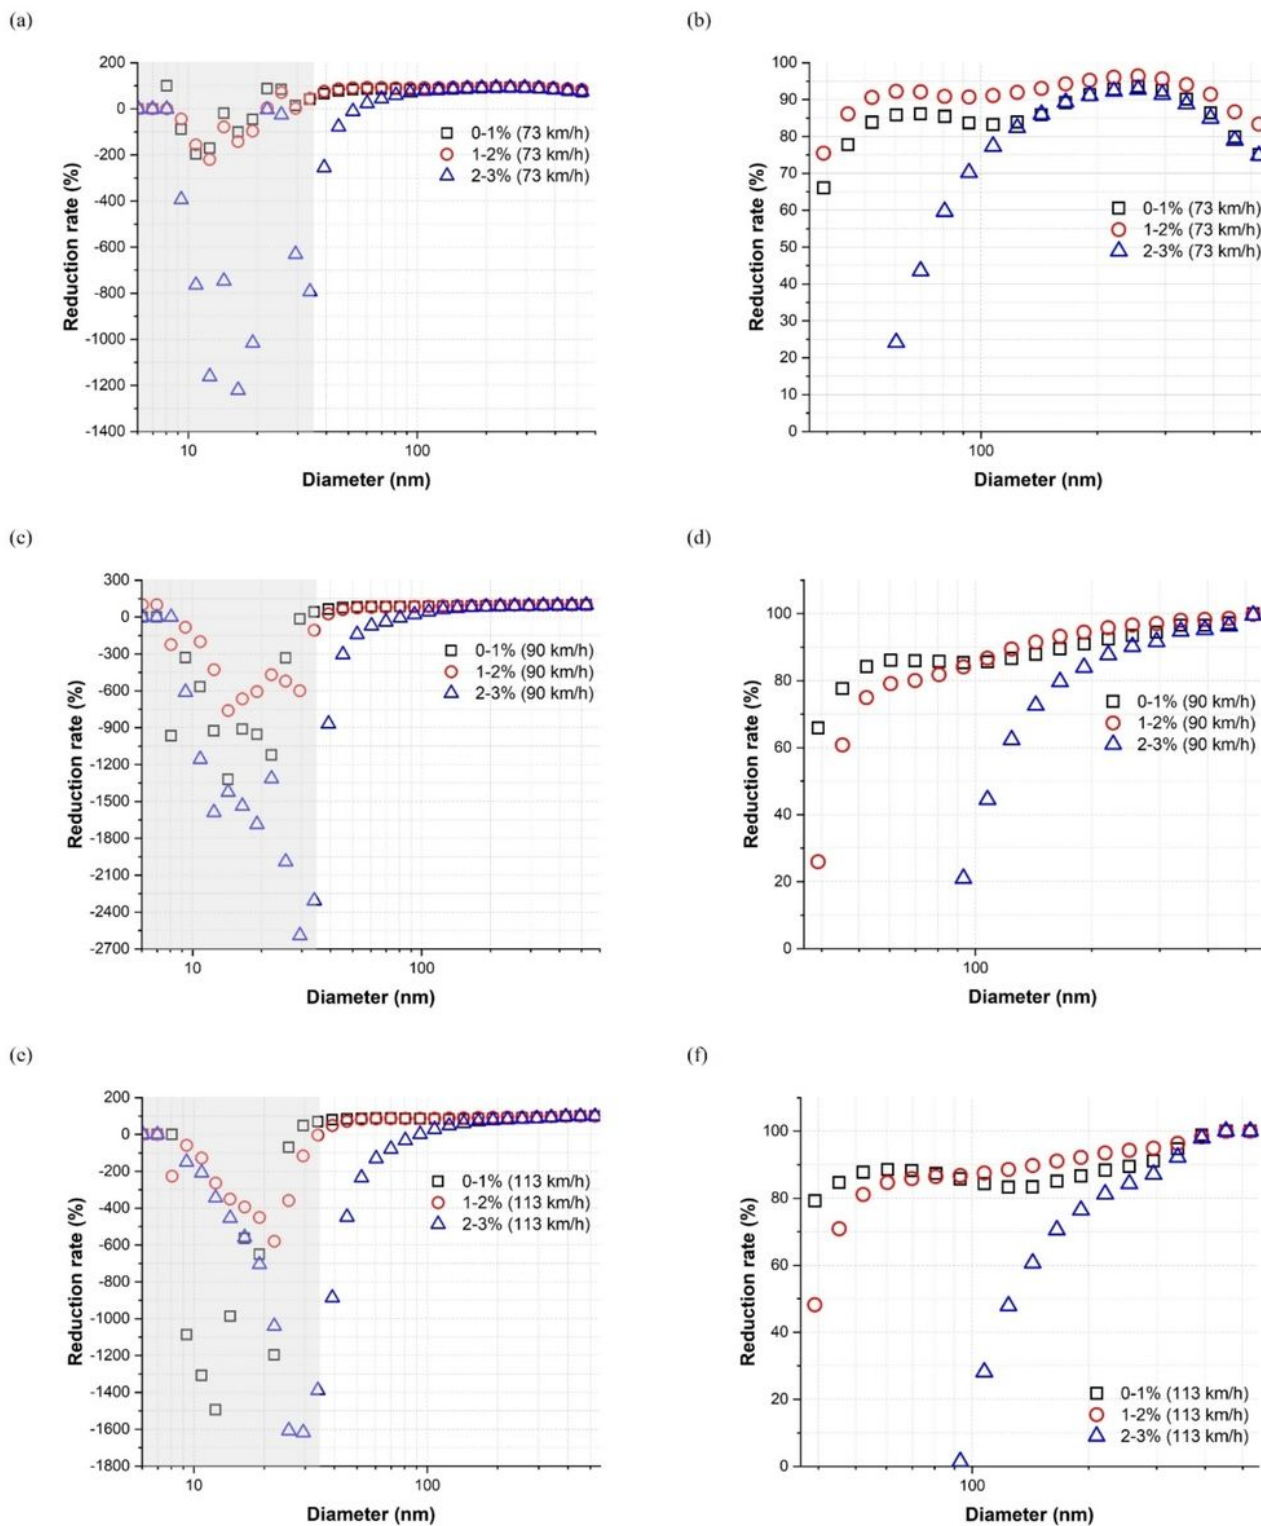 (a)
200
0
-200
-400
-600
-800
-1000
-1200
-1400
Reduction rate (%)
0-1% (73 km/h)
1-2% (73 km/h)
2-3% (73 km/h)
10
100
Diameter (nm)
(b)
100
90
80
70
60
50
40
30
20
10
0
Reduction rate (%)
0-1% (73 km/h)
1-2% (73 km/h)
2-3% (73 km/h)
100
Diameter (nm)
(c)
300
0
-300
-600
-900
-1200
-1500
-1800
-2100
-2400
-2700
Reduction rate (%)
0-1% (90 km/h)
1-2% (90 km/h)
2-3% (90 km/h)
10
100
Diameter (nm)
(d)
100
80
60
40
20
0
Reduction rate (%)
0-1% (90 km/h)
1-2% (90 km/h)
2-3% (90 km/h)
100
Diameter (nm)
(e)
200
0
-200
-400
-600
-800
-1000
-1200
-1400
-1600
-1800
Reduction rate (%)
0-1% (113 km/h)
1-2% (113 km/h)
2-3% (113 km/h)
10
100
Diameter (nm)
(f)
100
80
60
40
20
0
Reduction rate (%)
0-1% (113 km/h)
1-2% (113 km/h)
2-3% (113 km/h)
100
Diameter (nm)